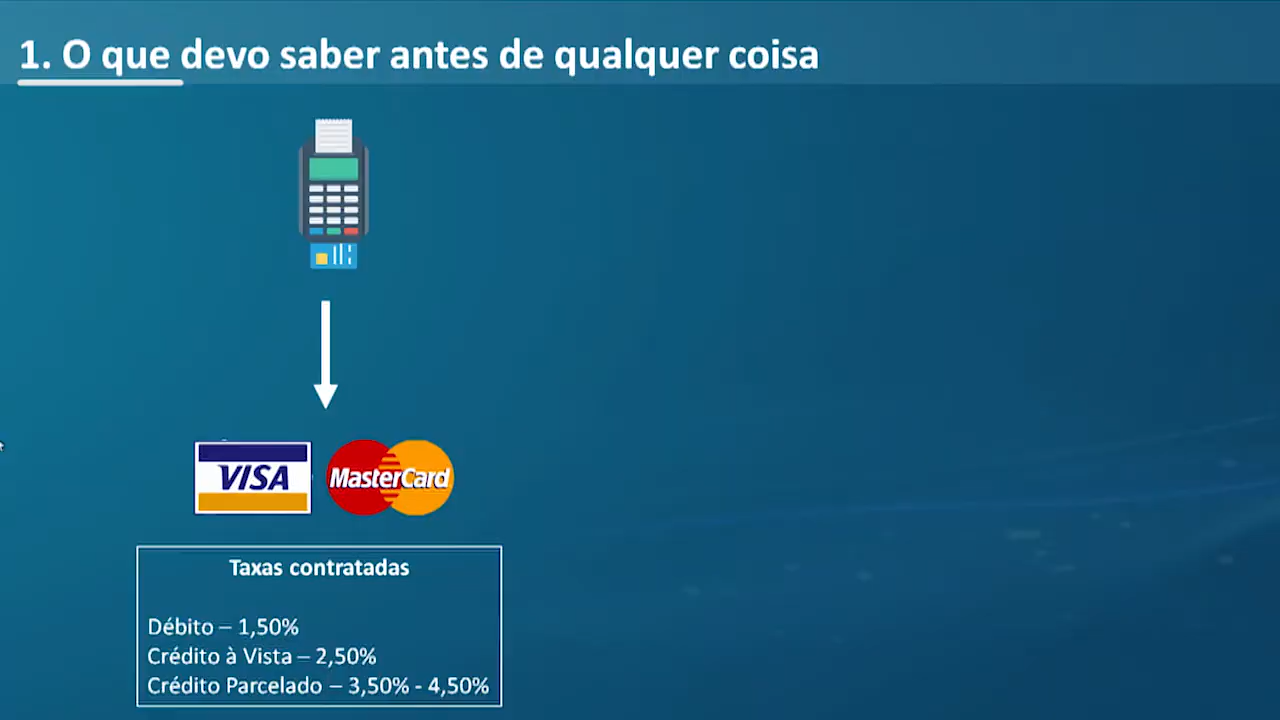 1. O que devo saber antes de qualquer coisa
VISA MasterCard
Taxas contratadas
Débito – 1,50%
Crédito à Vista – 2,50%
Crédito Parcelado – 3,50% - 4,50%